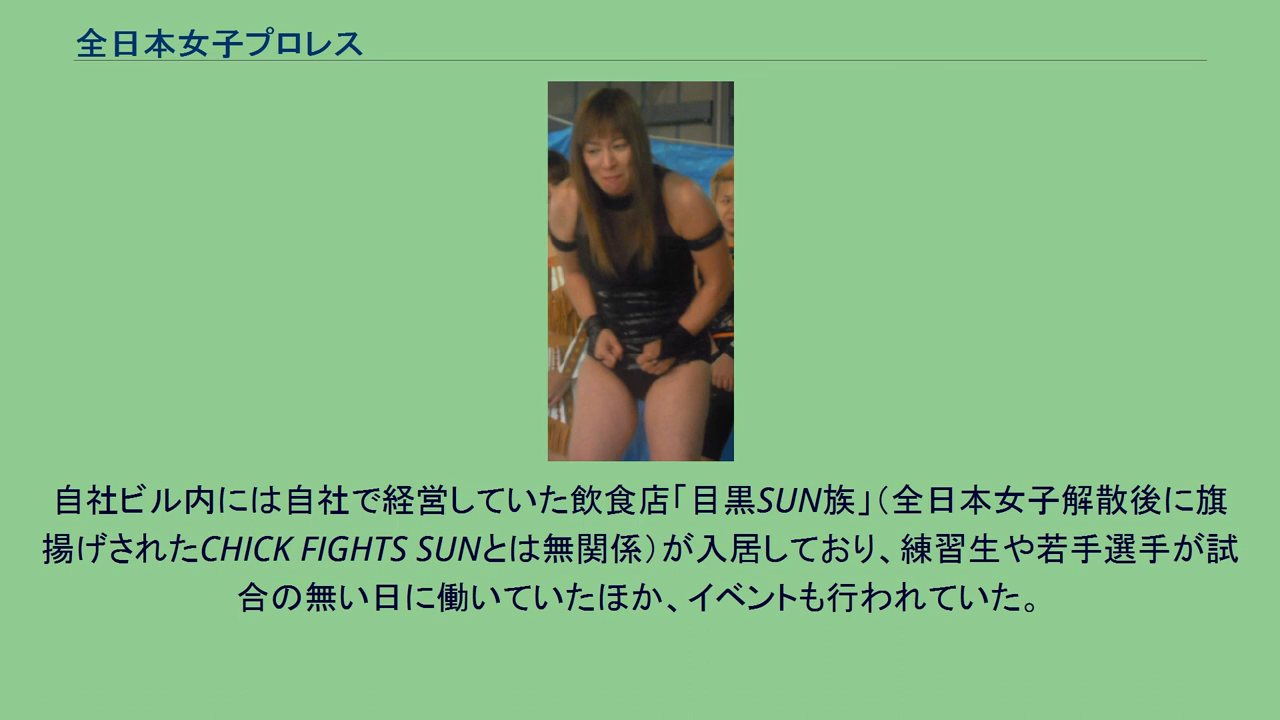 全日本女子プロレス
自社ビル内には自社で経営していた飲食店「目黒SUN族」（全日本女子解散後に旗
揚げされたCHICK FIGHTS SUNとは無関係）が入居しており、練習生や若手選手が試
合の無い日に働いていたほか、イベントも行われていた。